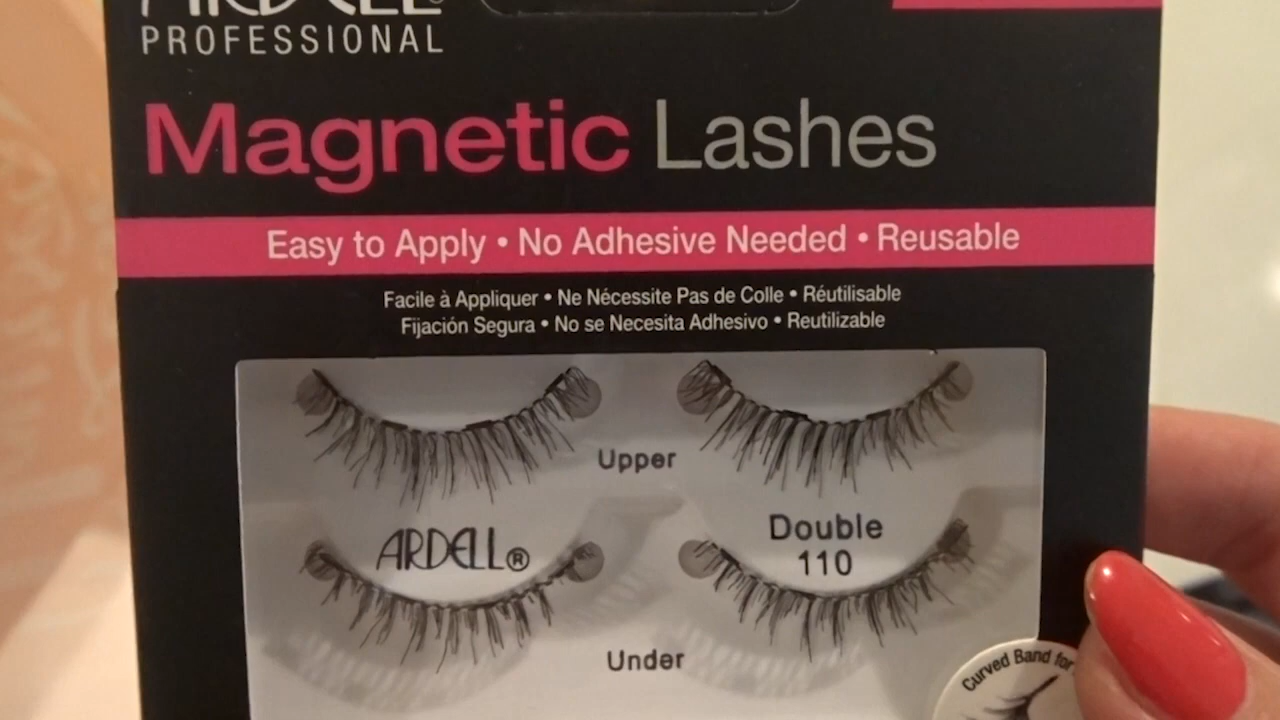 ARDELL®
PROFESSIONAL
Magnetic Lashes
Easy to Apply • No Adhesive Needed • Reusable
Facile à Appliquer • Ne Nécessite Pas de Colle • Réutilisable
Fijación Segura • No se Necesita Adhesivo • Reutilizable
Upper
ARDELL®
Double
110
Under
Curved Band for